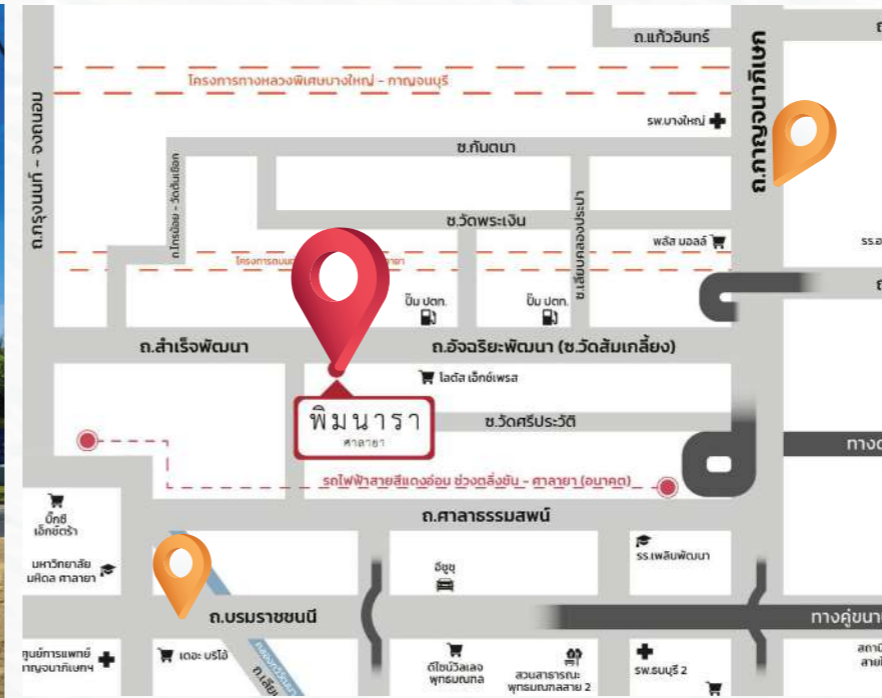 ถ.แก้วอินทร์
ถ.กาญจนาภิเษก
โครงการทางหลวงพิเศษบางใหญ่ - กาญจนบุรี
ถ.กรุงนนท์ - จงถนอม
รพ.บางใหญ่
ซ.กันตนา
ถ.ไทรน้อย - วัดต้นเชือก
ซ.วัดพระเงิน
ซ.เลียบคลองประปา
พลัส มอลล์
ปั๊ม ปตท.
ปั๊ม ปตท.
ถ.สำเร็จพัฒนา
ถ.อัจฉริยะพัฒนา (ซ.วัดส้มเกลี้ยง)
โลตัส เอ็กซ์เพรส
พิมนารา
ศาลายา
ซ.วัดศรีประวัติ
รถไฟฟ้าสายสีแดงอ่อน ช่วงตลิ่งชัน - ศาลายา (อนาคต)
ถ.ศาลาธรรมสพน์
บิ๊กซี
เอ็กซ์ตร้า
มหาวิทยาลัย
มหิดล ศาลายา
อีซูซุ
รร.เพลินพัฒนา
ถ.บรมราชชนนี
เดอะ บริโอ้
ดีไซน์วิลเลจ
พุทธมณฑล
สวนสาธารณะ
พุทธมณฑลสาย 2
รพ.ธนบุรี 2